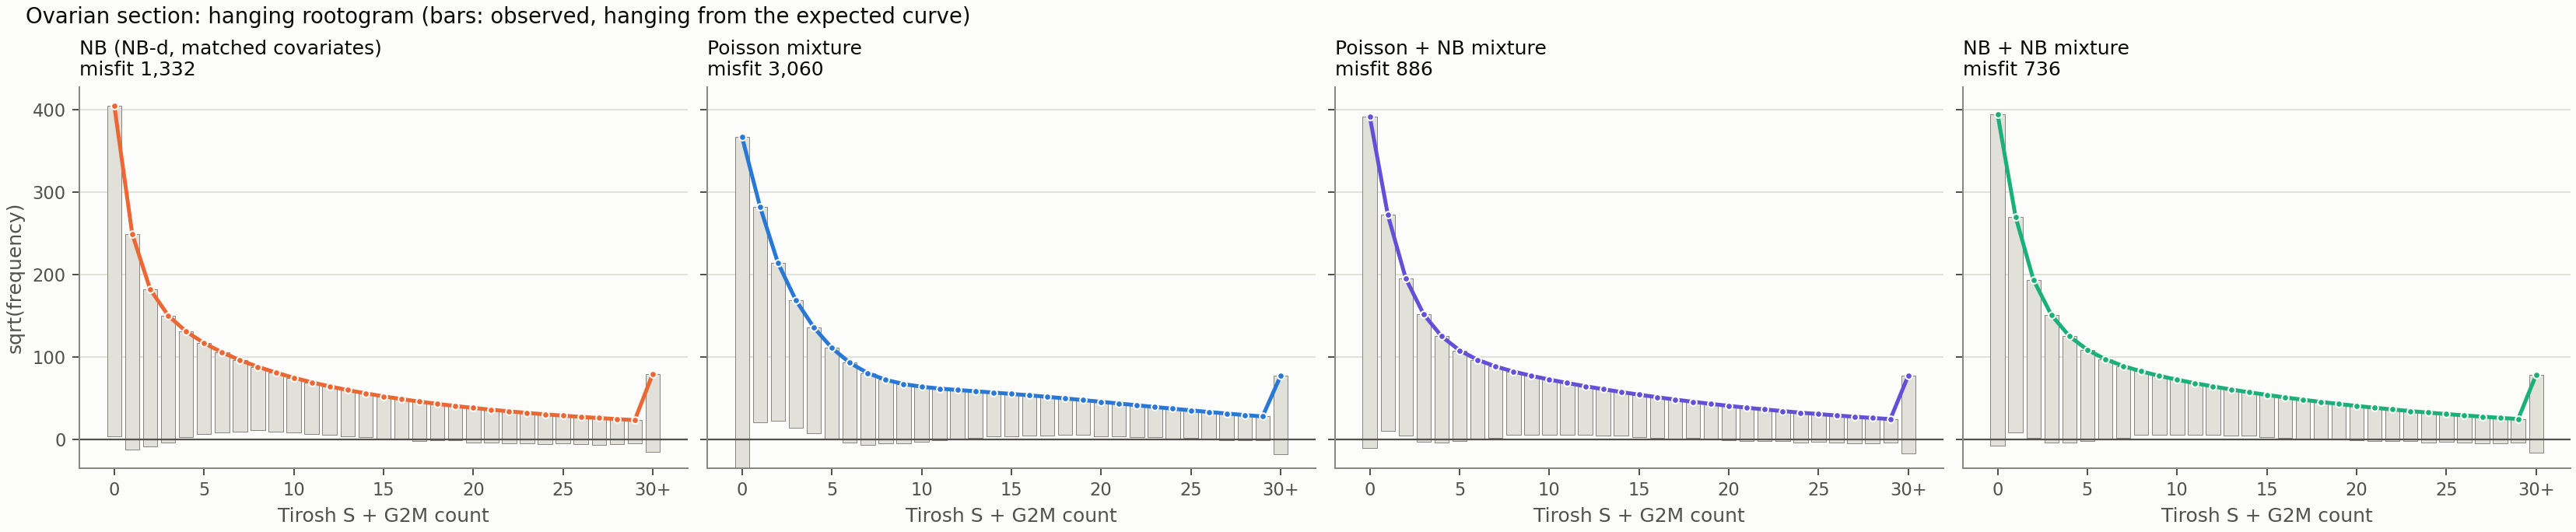 Ovarian section: hanging rootogram (bars: observed, hanging from the expected curve)
NB (NB-d, matched covariates)
misfit 1,332
Poisson mixture
misfit 3,060
Poisson + NB mixture
misfit 886
NB + NB mixture
misfit 736
sqrt(frequency)
400
300
200
100
0
0 5 10 15 20 25 30+
0 5 10 15 20 25 30+
0 5 10 15 20 25 30+
0 5 10 15 20 25 30+
Tirosh S + G2M count
Tirosh S + G2M count
Tirosh S + G2M count
Tirosh S + G2M count